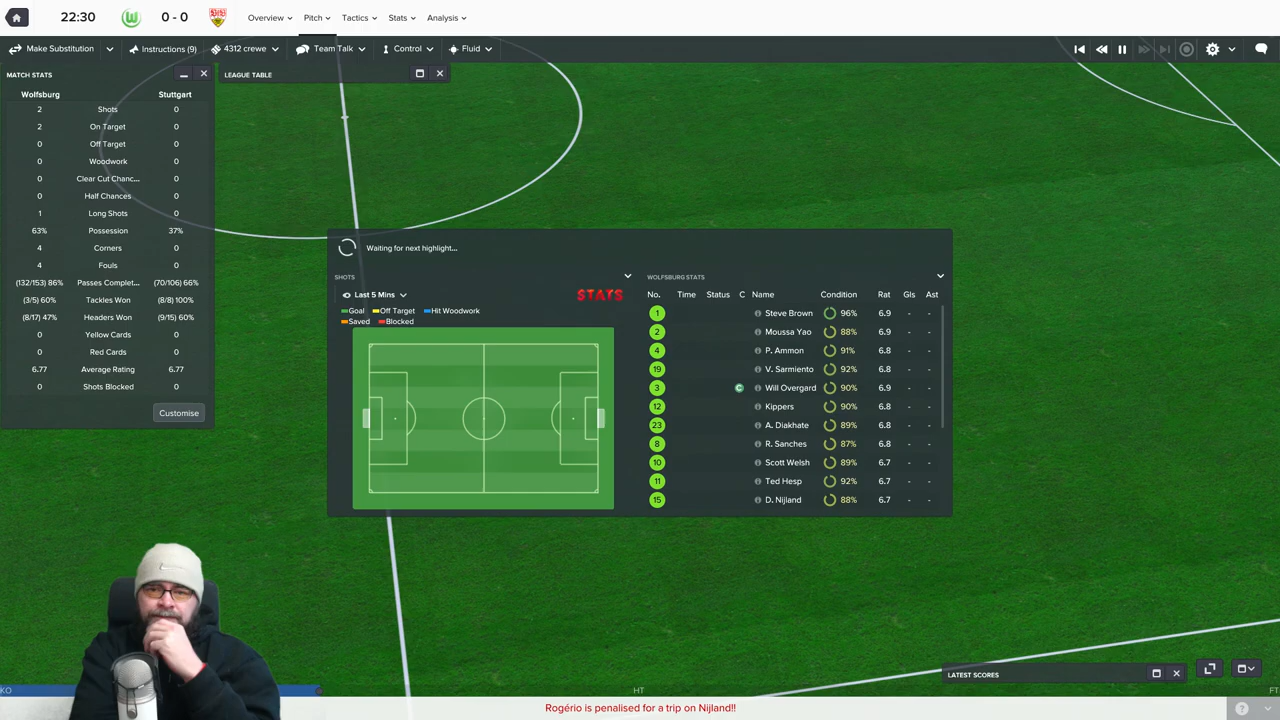 22:30
0 - 0
Overview
Pitch
Tactics
Stats
Analysis
Make Substitution
Instructions (9)
4312 crewe
Team Talk
Control
Fluid
MATCH STATS
LEAGUE TABLE
Wolfsburg Stuttgart
2 Shots 0
2 On Target 0
0 Off Target 0
0 Woodwork 0
0 Clear Cut Chanc... 0
0 Half Chances 0
1 Long Shots 0
63% Possession 37%
4 Corners 0
4 Fouls 0
(132/153) 86% Passes Complet... (70/106) 66%
(3/5) 60% Tackles Won (8/8) 100%
(8/17) 47% Headers Won (9/15) 60%
0 Yellow Cards 0
0 Red Cards 0
6.77 Average Rating 6.77
0 Shots Blocked 0
Customise
Waiting for next highlight...
SHOTS
Last 5 Mins
STATS
Goal Off Target Hit Woodwork
Saved Blocked
WOLFSBURG STATS
No. Time Status C Name Condition Rat Gls Ast
1 Steve Brown 96% 6.9 - -
2 Moussa Yao 88% 6.9 - -
4 P. Ammon 91% 6.8 - -
19 V. Sarmiento 92% 6.8 - -
3 C Will Overgard 90% 6.9 - -
12 Kippers 90% 6.8 - -
23 A. Diakhate 89% 6.8 - -
8 R. Sanches 87% 6.8 - -
10 Scott Welsh 89% 6.7 - -
11 Ted Hesp 92% 6.7 - -
15 D. Nijland 88% 6.7 - -
LATEST SCORES
KO HT FT
Rogério is penalised for a trip on Nijland!!